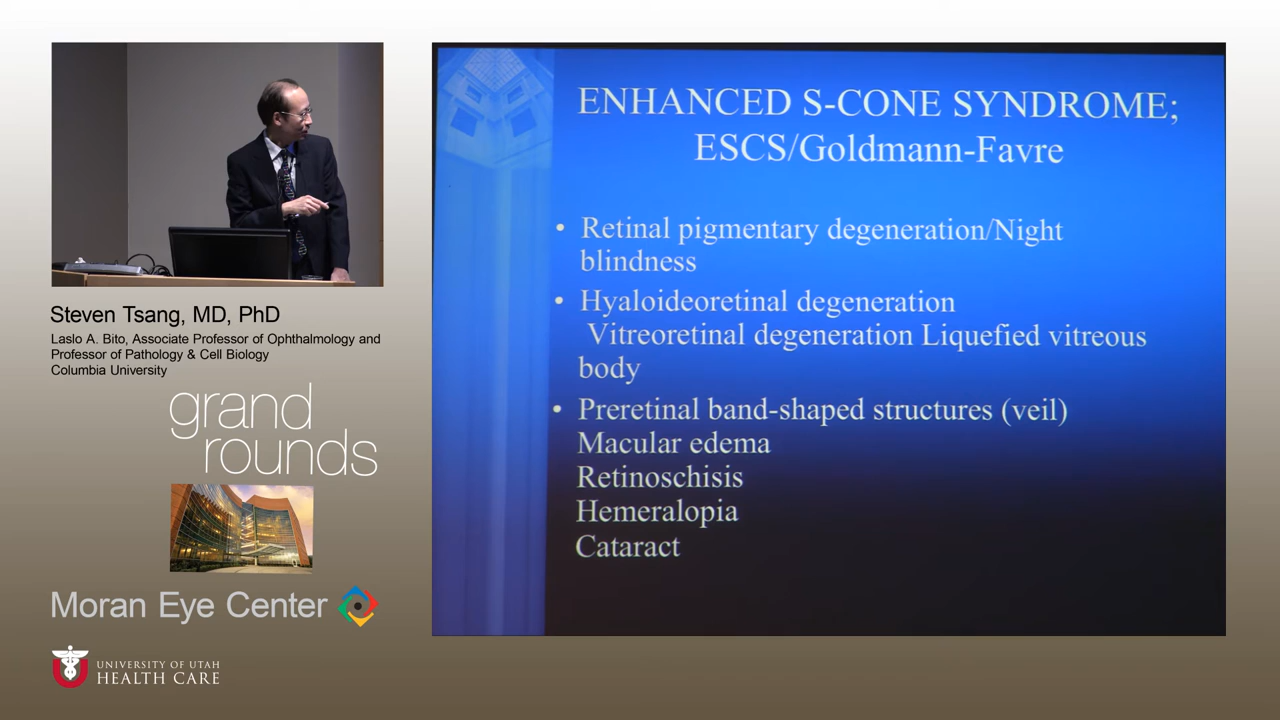 Steven Tsang, MD, PhD
Laslo A. Bito, Associate Professor of Ophthalmology and
Professor of Pathology & Cell Biology
Columbia University
grand
rounds
Moran Eye Center
UNIVERSITY OF UTAH
HEALTH CARE
ENHANCED S-CONE SYNDROME;
ESCS/Goldmann-Favre
• Retinal pigmentary degeneration/Night
blindness
• Hyaloideoretinal degeneration
Vitreoretinal degeneration Liquefied vitreous
body
• Preretinal band-shaped structures (veil)
Macular edema
Retinoschisis
Hemeralopia
Cataract